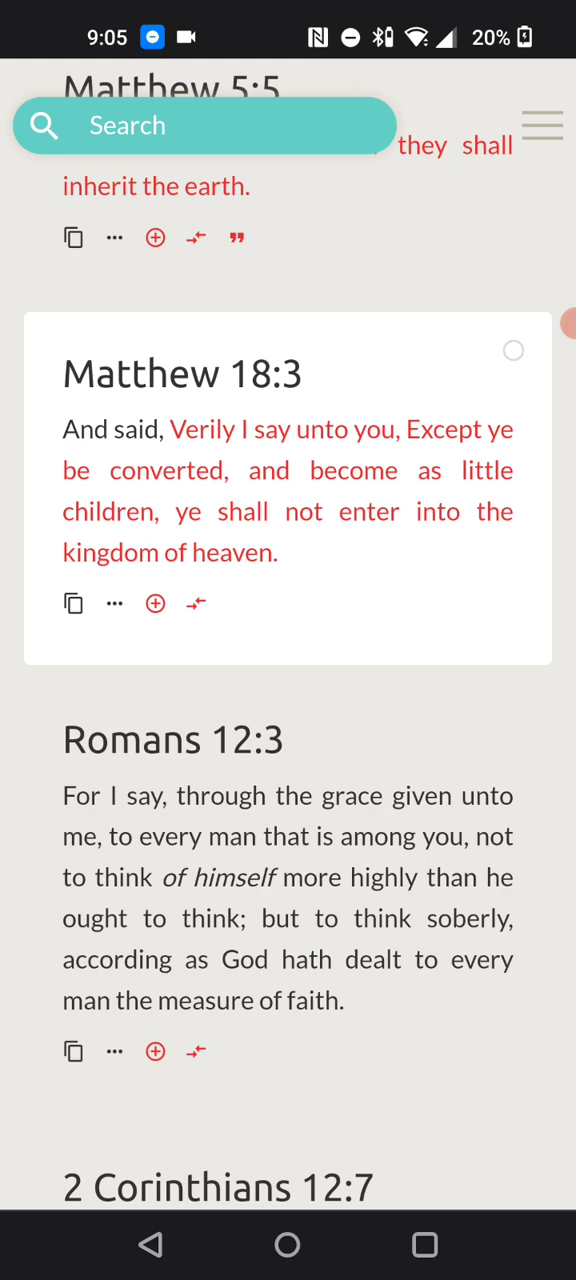 9:05
20%
Matthew 5:5
Search
they shall
inherit the earth.
Matthew 18:3
And said, Verily I say unto you, Except ye
be converted, and become as little
children, ye shall not enter into the
kingdom of heaven.
Romans 12:3
For I say, through the grace given unto
me, to every man that is among you, not
to think of himself more highly than he
ought to think; but to think soberly,
according as God hath dealt to every
man the measure of faith.
2 Corinthians 12:7